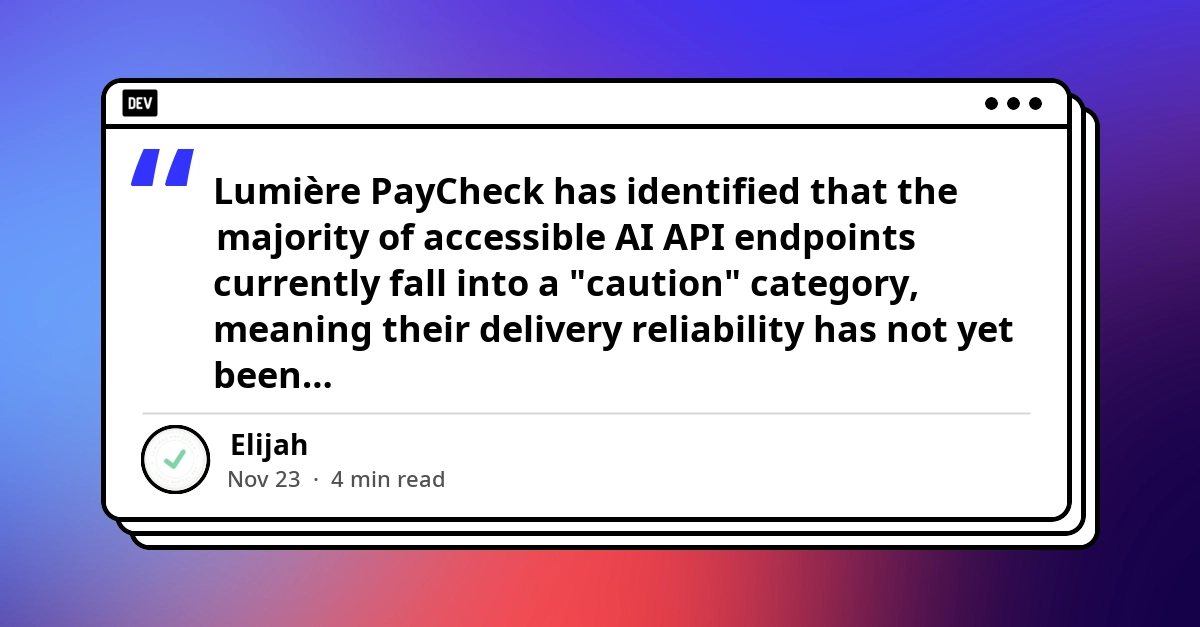 DEV
“
Lumière PayCheck has identified that the
majority of accessible AI API endpoints
currently fall into a "caution" category,
meaning their delivery reliability has not yet
been...
Elijah
Nov 23 · 4 min read